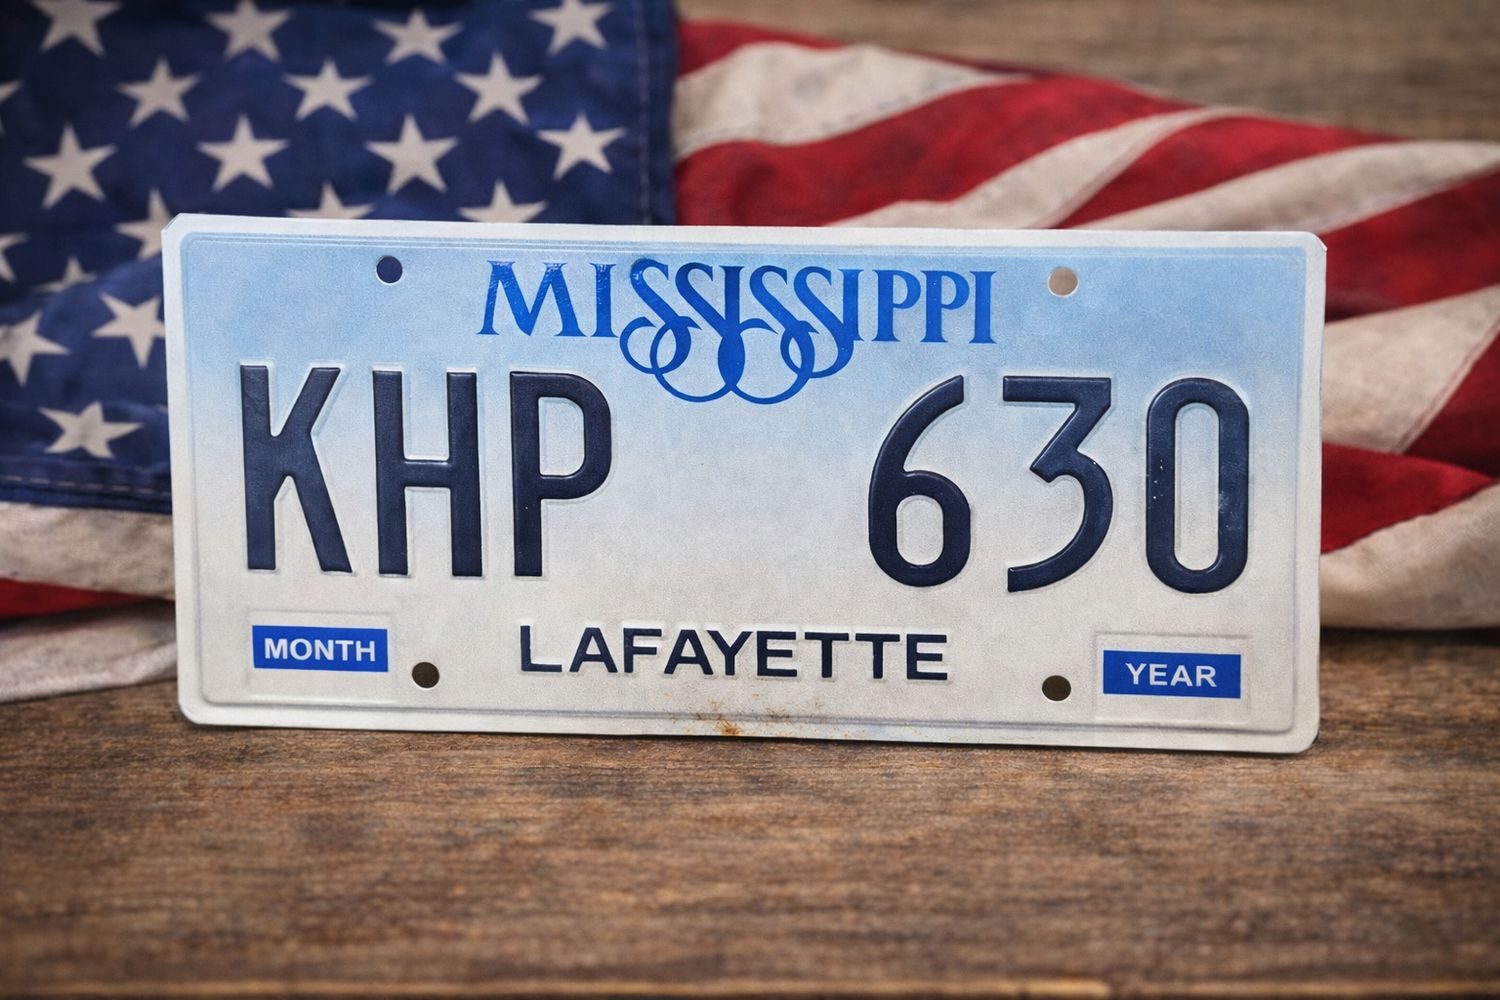 MISSISSIPPI
KHP 630
MONTH LAFAYETTE YEAR